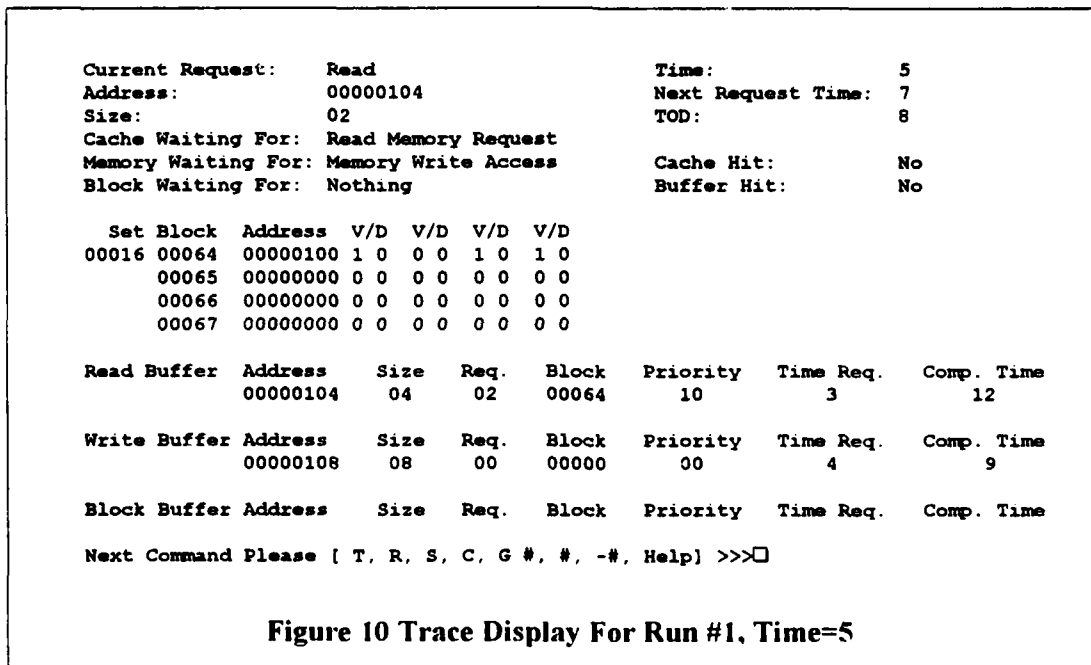 Current Request: Read Time: 5
Address: 00000104 Next Request Time: 7
Size: 02 TOD: 8
Cache Waiting For: Read Memory Request
Memory Waiting For: Memory Write Access Cache Hit: No
Block Waiting For: Nothing Buffer Hit: No
Set Block Address V/D V/D V/D V/D
00016 00064 00000100 1 0 0 0 1 0 1 0
00065 00000000 0 0 0 0 0 0 0 0
00066 00000000 0 0 0 0 0 0 0 0
00067 00000000 0 0 0 0 0 0 0 0
Read Buffer Address Size Req. Block Priority Time Req. Comp. Time
00000104 04 02 00064 10 3 12
Write Buffer Address Size Req. Block Priority Time Req. Comp. Time
00000108 08 00 00000 00 4 9
Block Buffer Address Size Req. Block Priority Time Req. Comp. Time
Next Command Please [ T, R, S, C, G #, #, -#, Help] >>>
Figure 10 Trace Display For Run #1, Time=5